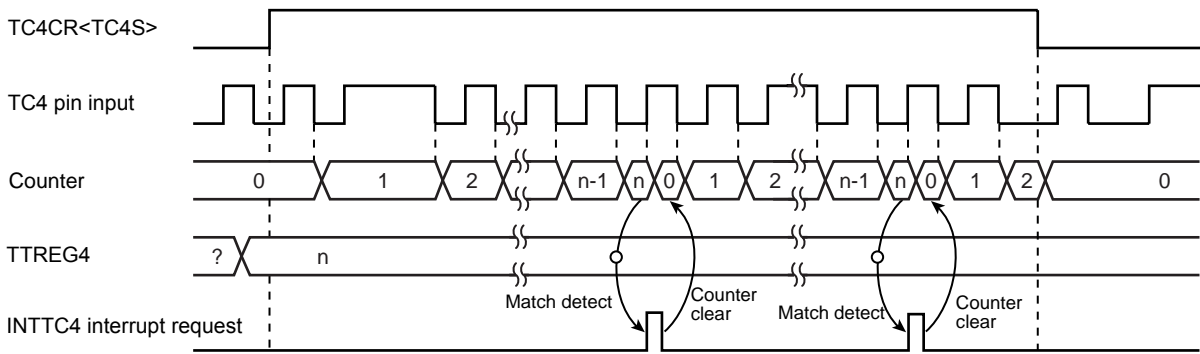 TC4CR<TC4S>
TC4 pin input
Counter 0 1 2 n-1 n 0 1 2 n-1 n 0 1 2 0
TTREG4 ? n
Match detect Counter clear Match detect Counter clear
INTTC4 interrupt request